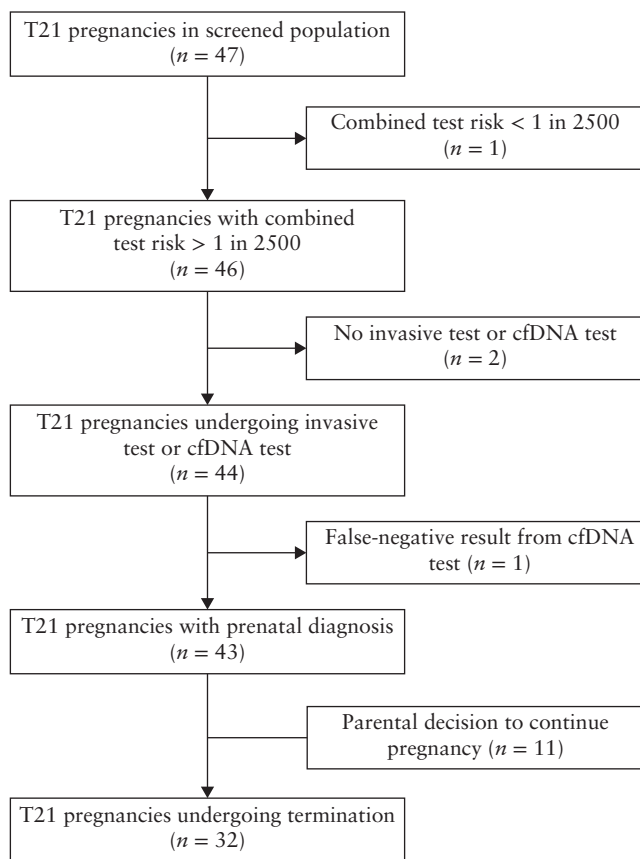 T21 pregnancies in screened population
(n = 47)
Combined test risk < 1 in 2500
(n = 1)
T21 pregnancies with combined
test risk > 1 in 2500
(n = 46)
No invasive test or cfDNA test
(n = 2)
T21 pregnancies undergoing invasive
test or cfDNA test
(n = 44)
False-negative result from cfDNA
test (n = 1)
T21 pregnancies with prenatal diagnosis
(n = 43)
Parental decision to continue
pregnancy (n = 11)
T21 pregnancies undergoing termination
(n = 32)